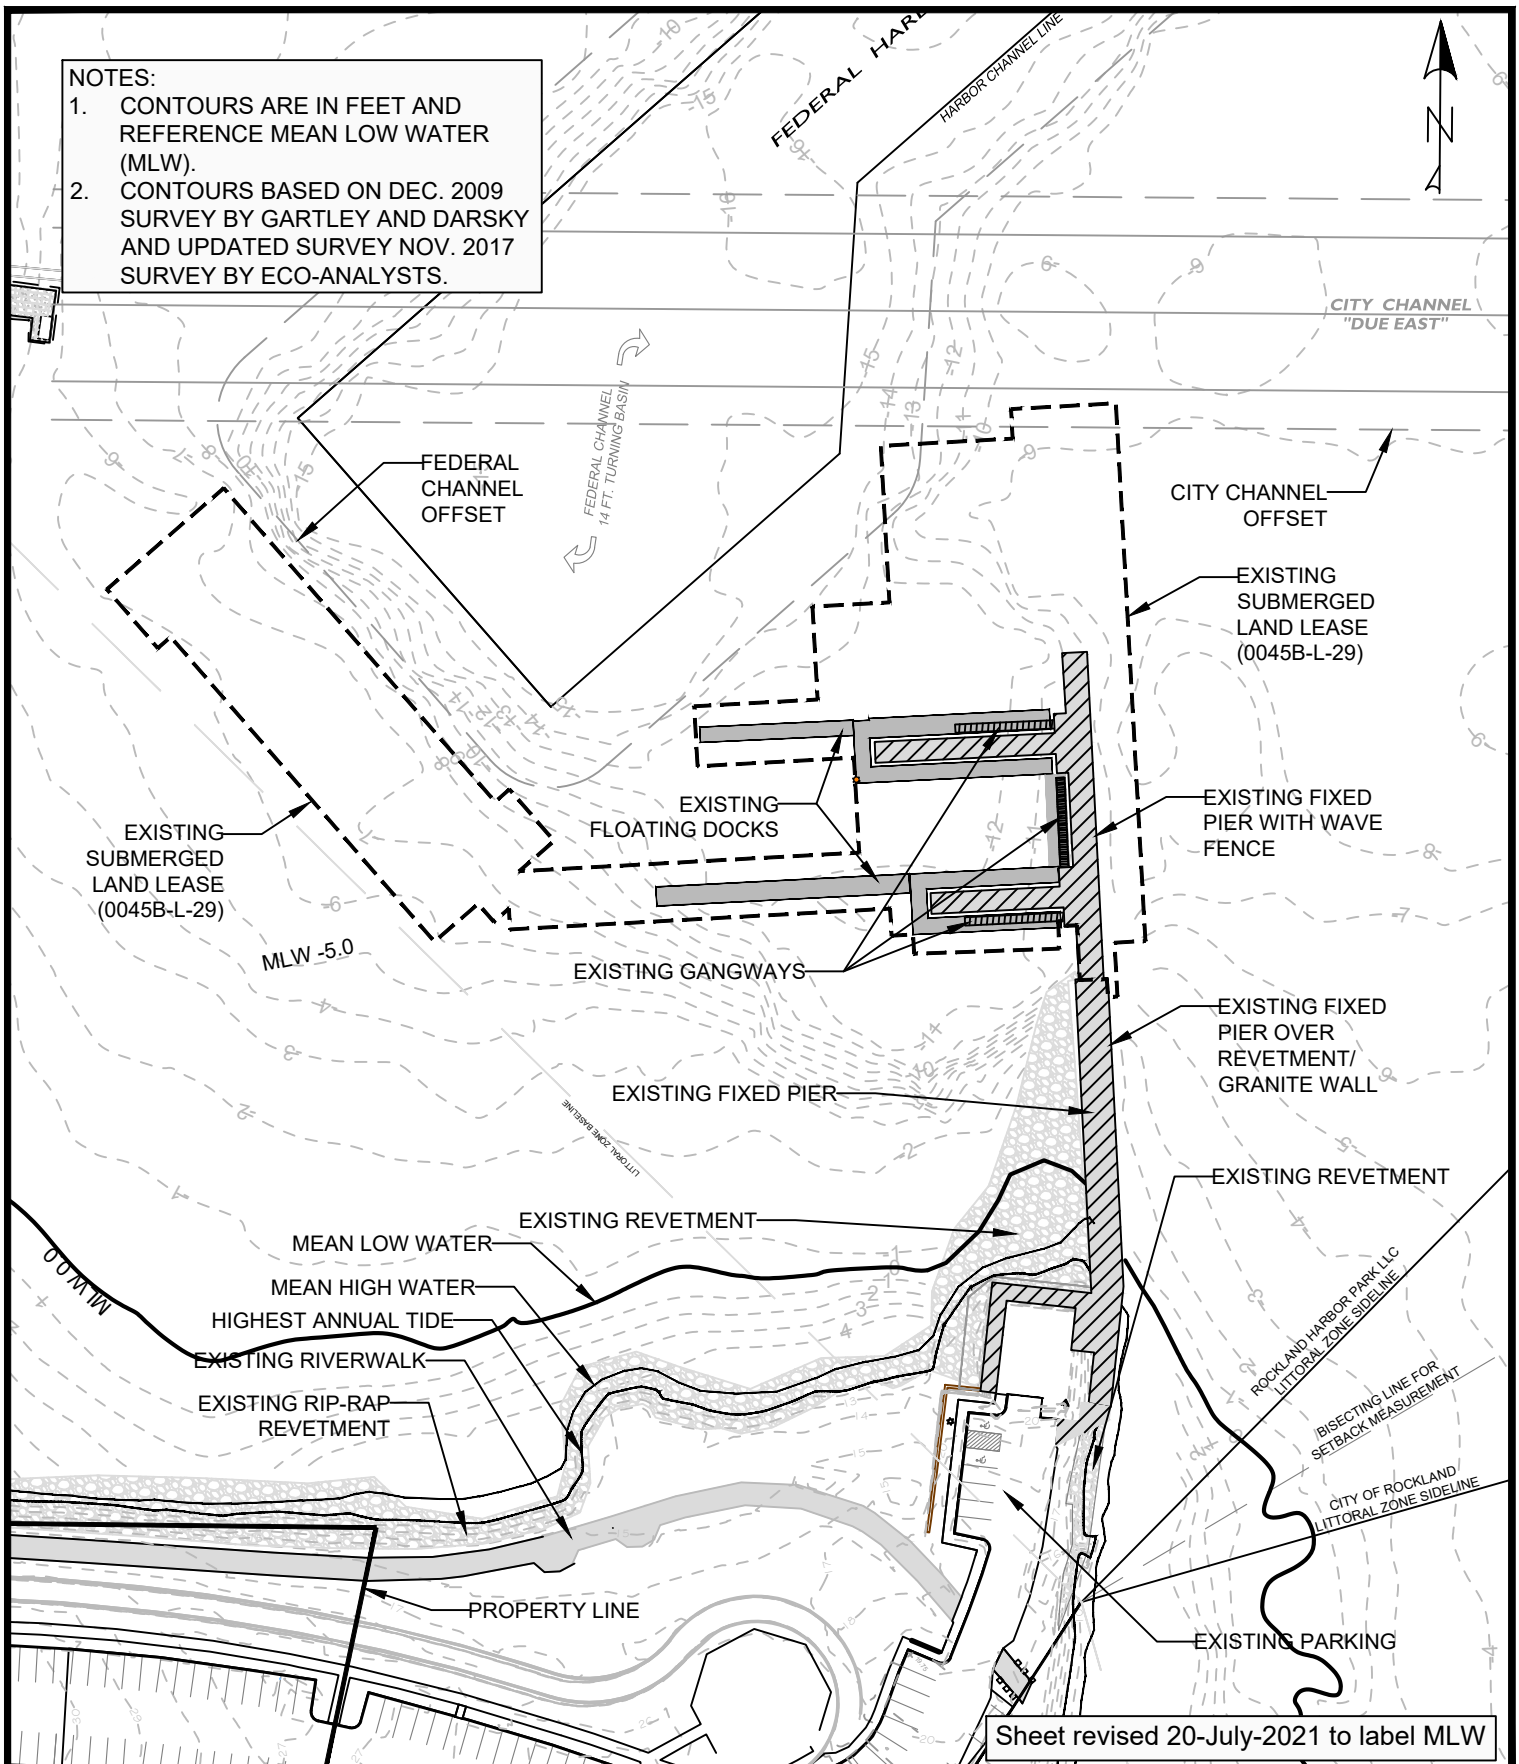 NOTES:
1. CONTOURS ARE IN FEET AND
REFERENCE MEAN LOW WATER
(MLW).
2. CONTOURS BASED ON DEC. 2009
SURVEY BY GARTLEY AND DARSKY
AND UPDATED SURVEY NOV. 2017
SURVEY BY ECO-ANALYSTS.
HARBOR CHANNEL LINE
N
CITY CHANNEL
"DUE EAST"
FEDERAL CHANNEL
14 FT. TURNING BASIN
FEDERAL
CHANNEL
OFFSET
CITY CHANNEL
OFFSET
EXISTING
SUBMERGED
LAND LEASE
(0045B-L-29)
EXISTING
FLOATING DOCKS
EXISTING FIXED
PIER WITH WAVE
FENCE
EXISTING
SUBMERGED
LAND LEASE
(0045B-L-29)
MLW -5.0
EXISTING GANGWAYS
EXISTING FIXED
PIER OVER
REVETMENT/
GRANITE WALL
EXISTING FIXED PIER
LITTORAL ZONE BASELINE
EXISTING REVETMENT
EXISTING REVETMENT
MEAN LOW WATER
MLW 0.0
MEAN HIGH WATER
HIGHEST ANNUAL TIDE
EXISTING RIVERWALK
EXISTING RIP-RAP
REVETMENT
ROCKLAND HARBOR PARK LLC
LITTORAL ZONE SIDELINE
BISECTING LINE FOR
SETBACK MEASUREMENT
CITY OF ROCKLAND
LITTORAL ZONE SIDELINE
PROPERTY LINE
EXISTING PARKING
Sheet revised 20-July-2021 to label MLW